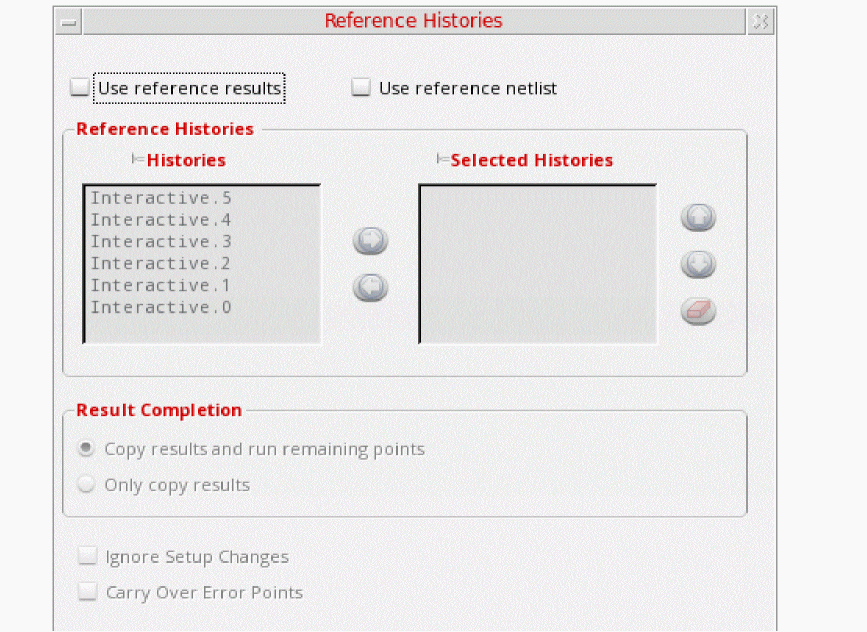 Reference Histories
Use reference results Use reference netlist
Reference Histories
Histories Selected Histories
Interactive.5
Interactive.4
Interactive.3
Interactive.2
Interactive.1
Interactive.0
Result Completion
Copy results and run remaining points
Only copy results
Ignore Setup Changes
Carry Over Error Points